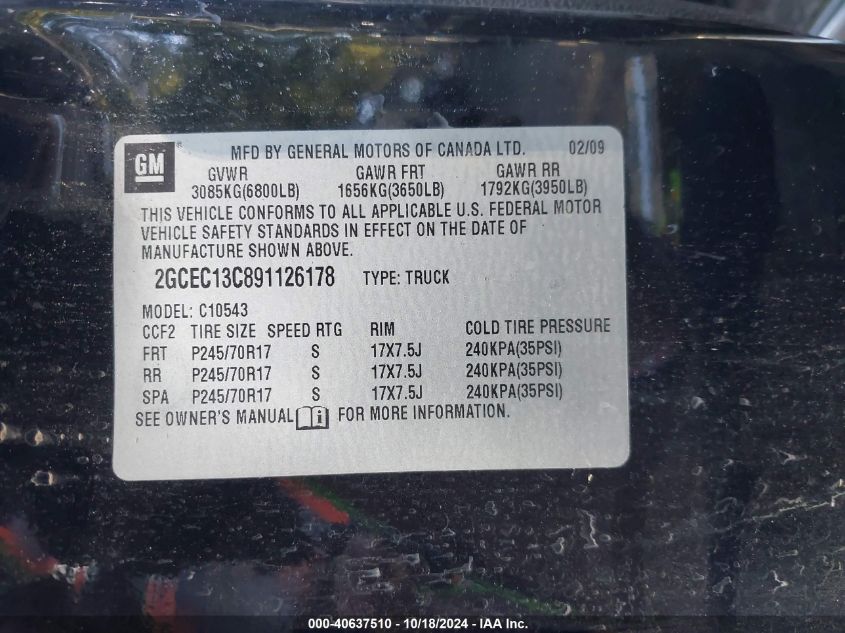 GM ® MFD BY GENERAL MOTORS OF CANADA LTD. 02/09
GVWR GAWR FRT GAWR RR
3085KG(6800LB) 1656KG(3650LB) 1792KG(3950LB)
THIS VEHICLE CONFORMS TO ALL APPLICABLE U.S. FEDERAL MOTOR
VEHICLE SAFETY STANDARDS IN EFFECT ON THE DATE OF
MANUFACTURE SHOWN ABOVE.
2GCEC13C891126178 TYPE: TRUCK
MODEL: C10543
CCF2 TIRE SIZE SPEED RTG RIM COLD TIRE PRESSURE
FRT P245/70R17 S 17X7.5J 240KPA(35PSI)
RR P245/70R17 S 17X7.5J 240KPA(35PSI)
SPA P245/70R17 S 17X7.5J 240KPA(35PSI)
SEE OWNER'S MANUAL i FOR MORE INFORMATION.
000-40637510 - 10/18/2024 - IAA Inc.